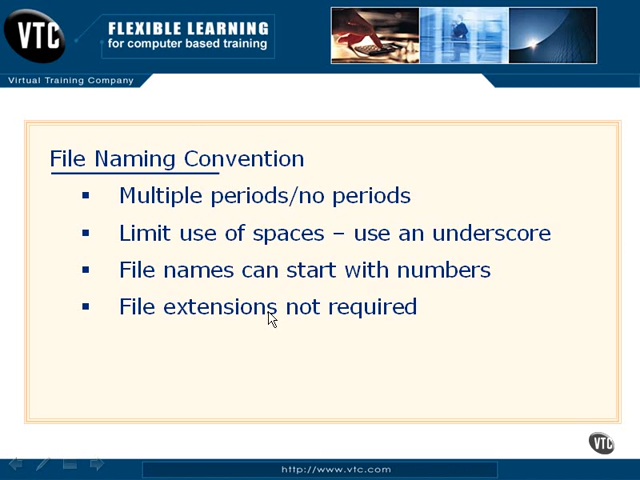 VTC
FLEXIBLE LEARNING
for computer based training
Virtual Training Company
File Naming Convention
▪ Multiple periods/no periods
▪ Limit use of spaces – use an underscore
▪ File names can start with numbers
▪ File extensions not required
VTC
http://www.vtc.com